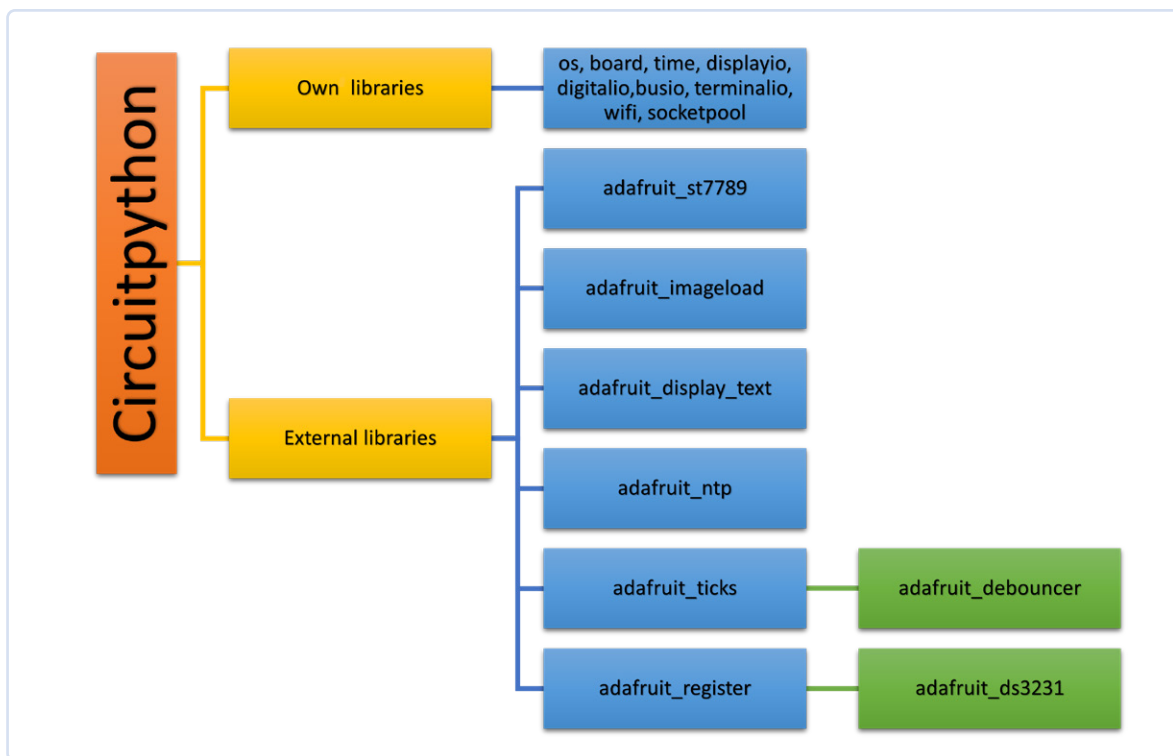 Circuitpython
Own libraries
os, board, time, displayio,
digitalio,busio, terminalio,
wifi, socketpool
External libraries
adafruit_st7789
adafruit_imageload
adafruit_display_text
adafruit_ntp
adafruit_ticks
adafruit_debouncer
adafruit_register
adafruit_ds3231